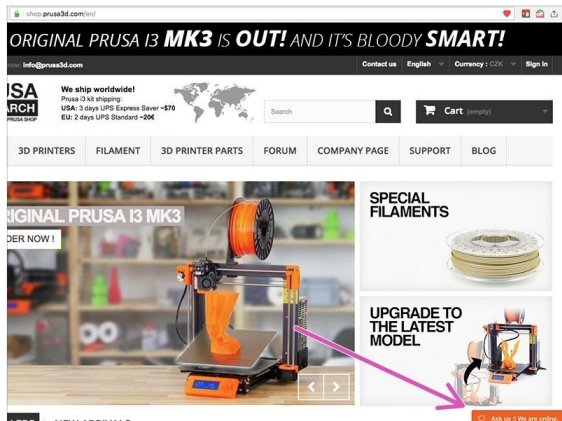 shop.prusa3d.com/en/
ORIGINAL PRUSA I3 MK3 IS OUT! AND IT'S BLOODY SMART!
now: info@prusa3d.com
Contact us English Currency : CZK Sign in
USA
ARCH
PRUSA SHOP
We ship worldwide!
Prusa i3 kit shipping:
USA: 3 days UPS Express Saver ~$70
EU: 2 days UPS Standard ~20€
Search
Cart (empty)
3D PRINTERS FILAMENT 3D PRINTER PARTS FORUM COMPANY PAGE SUPPORT BLOG
RIGINAL PRUSA I3 MK3
DER NOW !
SPECIAL
FILAMENTS
UPGRADE TO
THE LATEST
MODEL
Ask us :) We are online